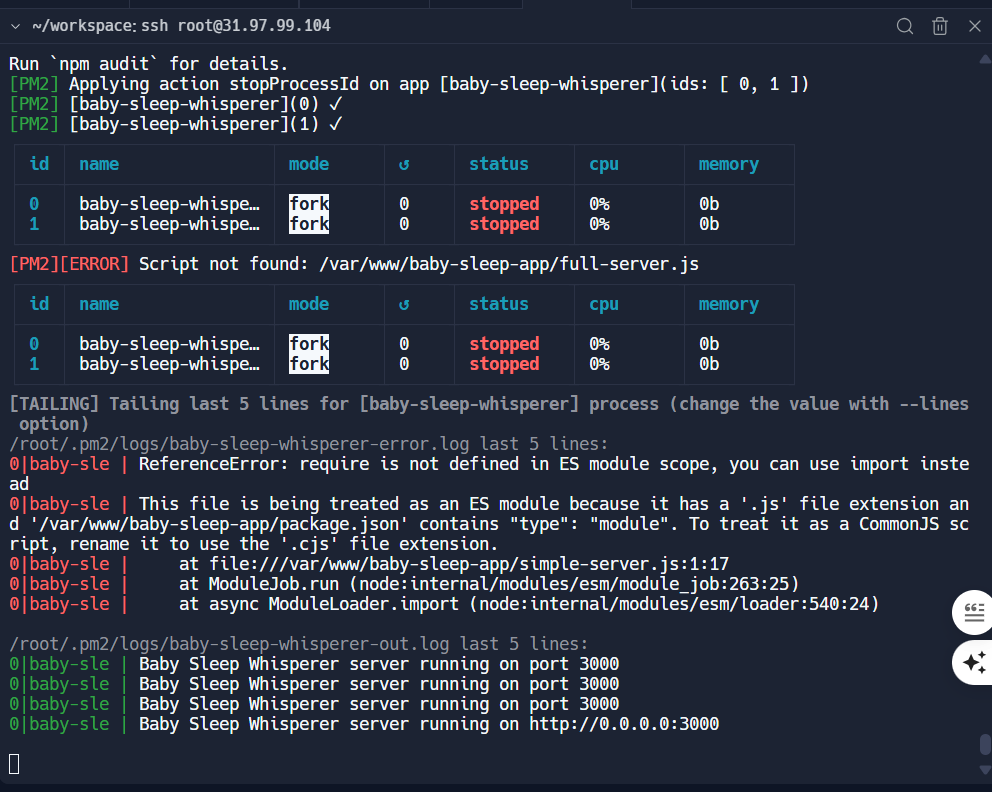 ~/workspace: ssh root@31.97.99.104
Run `npm audit` for details.
[PM2] Applying action stopProcessId on app [baby-sleep-whisperer](ids: [ 0, 1 ])
[PM2] [baby-sleep-whisperer](0) ✓
[PM2] [baby-sleep-whisperer](1) ✓
id name mode ↺ status cpu memory
0 baby-sleep-whispe… fork 0 stopped 0% 0b
1 baby-sleep-whispe… fork 0 stopped 0% 0b
[PM2][ERROR] Script not found: /var/www/baby-sleep-app/full-server.js
id name mode ↺ status cpu memory
0 baby-sleep-whispe… fork 0 stopped 0% 0b
1 baby-sleep-whispe… fork 0 stopped 0% 0b
[TAILING] Tailing last 5 lines for [baby-sleep-whisperer] process (change the value with --lines
option)
/root/.pm2/logs/baby-sleep-whisperer-error.log last 5 lines:
0|baby-sle | ReferenceError: require is not defined in ES module scope, you can use import inste
ad
0|baby-sle | This file is being treated as an ES module because it has a '.js' file extension an
d '/var/www/baby-sleep-app/package.json' contains "type": "module". To treat it as a CommonJS sc
ript, rename it to use the '.cjs' file extension.
0|baby-sle |     at file:///var/www/baby-sleep-app/simple-server.js:1:17
0|baby-sle |     at ModuleJob.run (node:internal/modules/esm/module_job:263:25)
0|baby-sle |     at async ModuleLoader.import (node:internal/modules/esm/loader:540:24)
/root/.pm2/logs/baby-sleep-whisperer-out.log last 5 lines:
0|baby-sle | Baby Sleep Whisperer server running on port 3000
0|baby-sle | Baby Sleep Whisperer server running on port 3000
0|baby-sle | Baby Sleep Whisperer server running on port 3000
0|baby-sle | Baby Sleep Whisperer server running on http://0.0.0.0:3000